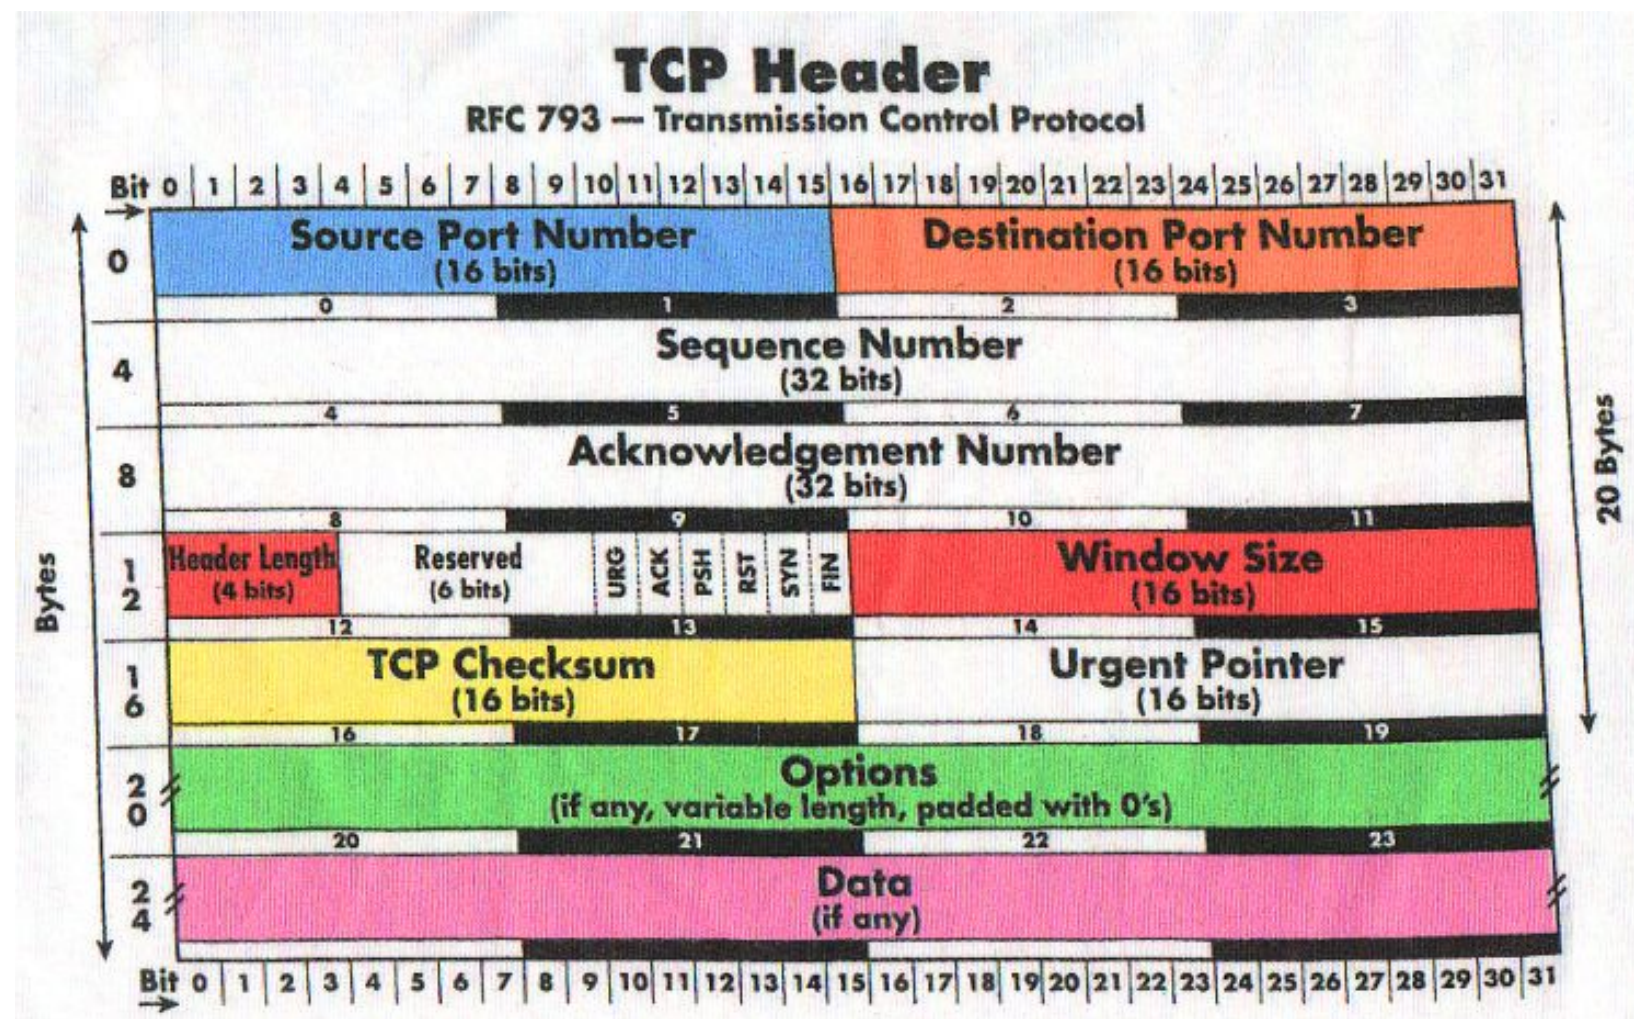 TCP Header
RFC 793 — Transmission Control Protocol
Bit 0 1 2 3 4 5 6 7 8 9 10 11 12 13 14 15 16 17 18 19 20 21 22 23 24 25 26 27 28 29 30 31
Source Port Number
(16 bits)
Destination Port Number
(16 bits)
0
0 1 2 3
Sequence Number
(32 bits)
4
4 5 6 7
Acknowledgement Number
(32 bits)
8
8 9 10 11
Header Length
(4 bits)
Reserved
(6 bits)
URG
ACK
PSH
RST
SYN
FIN
Window Size
(16 bits)
12
12 13 14 15
TCP Checksum
(16 bits)
Urgent Pointer
(16 bits)
16
16 17 18 19
Options
(if any, variable length, padded with 0's)
20
20 21 22 23
Data
(if any)
24
Bit 0 1 2 3 4 5 6 7 8 9 10 11 12 13 14 15 16 17 18 19 20 21 22 23 24 25 26 27 28 29 30 31
Bytes
20 Bytes